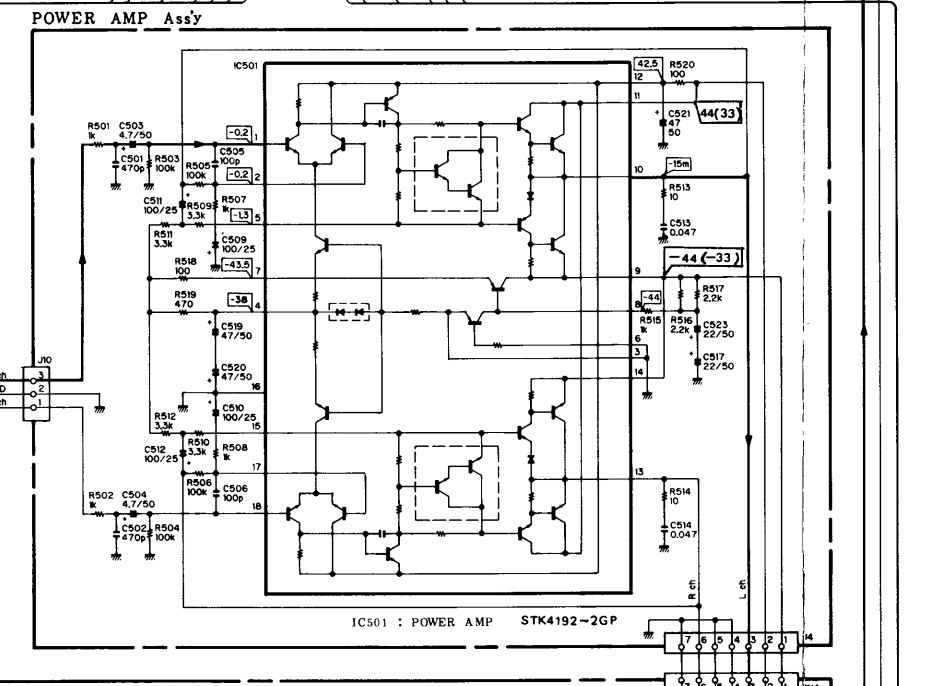 POWER AMP Ass'y
IC501
42.5 R520
12 100
11
44(33)
C521
47
50
R501 C503
1k 4.7/50
-0.2
1
C505
100p
C501
470p
R503
100k
R505
100k
-0.2
2
10 -15m
R513
10
C511
100/25
R509
3.3k
R507
1k
-1.3
5
R511
3.3k
C509
100/25
C513
0.047
-44 (-33)
R518
100
-43.5
7
9
R519
470
-38
4
-44
8
R515
1k
R516
2.2k
R517
2.2k
C523
22/50
C519
47/50
6
3
C517
22/50
J10
3
2
1
C520
47/50
14
16
C510
100/25
R512
3.3k
15
C512
100/25
R510
3.3k
R508
1k
17
13
R506
100k
C506
100p
R502 C504
1k 4.7/50
18
R514
10
C502
470p
R504
100k
C514
0.047
R ch
L ch
IC501 : POWER AMP STK4192-2GP
7 6 5 4 3 2 1 14